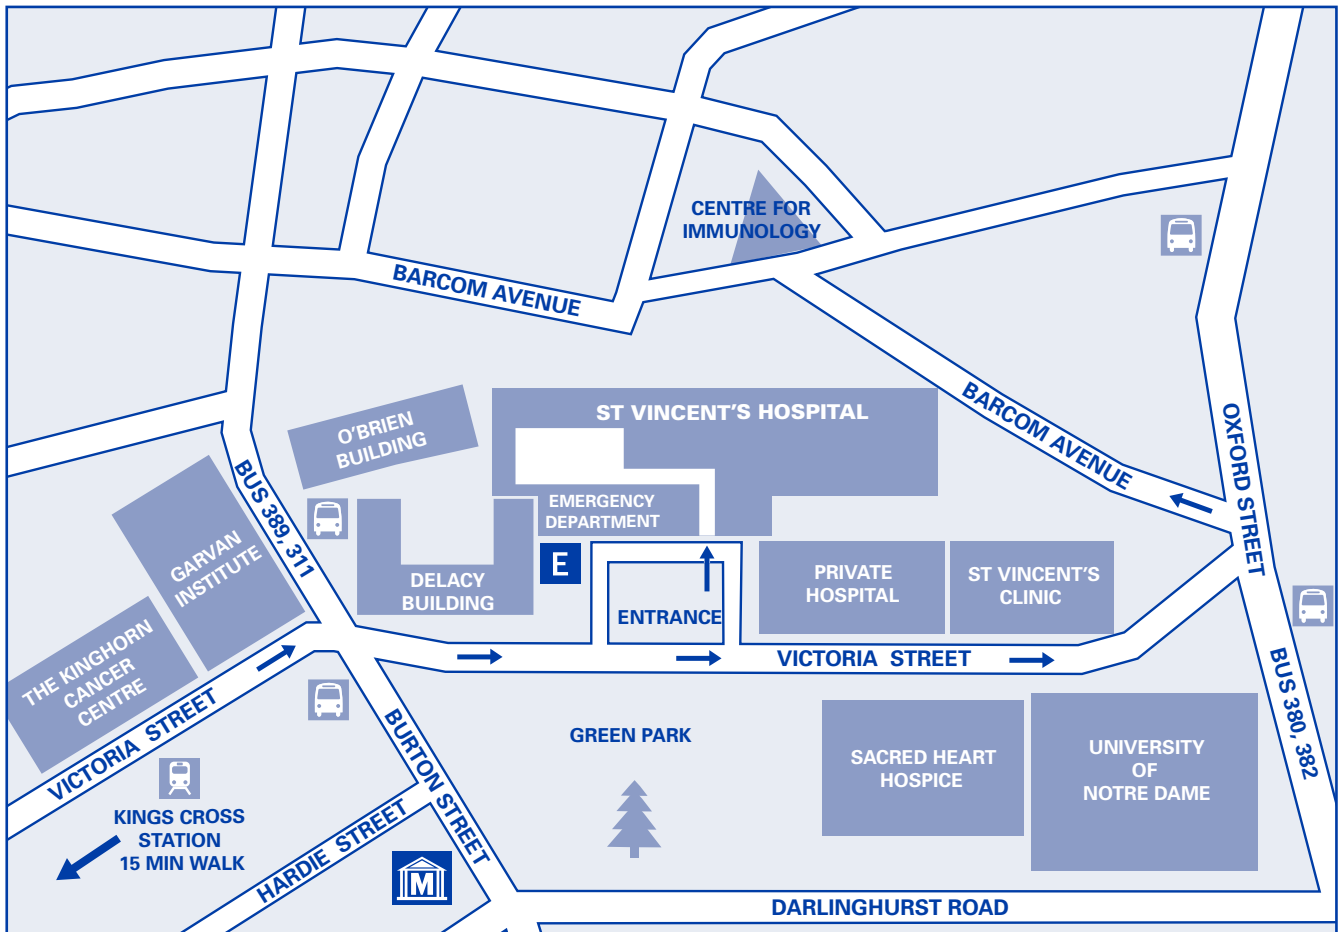 CENTRE FOR
IMMUNOLOGY
BARCOM AVENUE
BARCOM AVENUE
OXFORD STREET
ST VINCENT'S HOSPITAL
O'BRIEN
BUILDING
BUS 389, 311
EMERGENCY
DEPARTMENT
GARVAN
INSTITUTE
E
DELACY
BUILDING
PRIVATE
HOSPITAL
ST VINCENT'S
CLINIC
ENTRANCE
THE KINGHORN
CANCER
CENTRE
VICTORIA STREET
VICTORIA STREET
BUS 380, 382
BURTON STREET
GREEN PARK
SACRED HEART
HOSPICE
UNIVERSITY
OF
NOTRE DAME
KINGS CROSS
STATION
15 MIN WALK
HARDIE STREET
M
DARLINGHURST ROAD